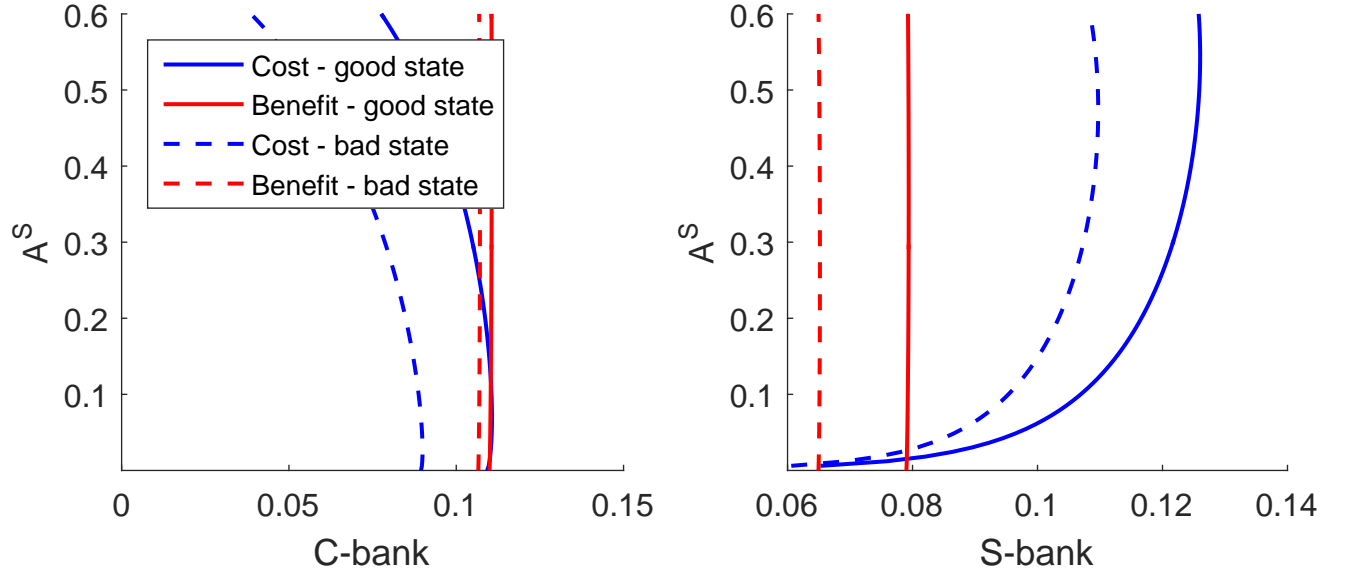 0.6
0.5
0.4
0.3
0.2
0.1
A^S
0
0.05
0.1
0.15
C-bank
Cost - good state
Benefit - good state
Cost - bad state
Benefit - bad state
0.6
0.5
0.4
0.3
0.2
0.1
A^S
0.06
0.08
0.1
0.12
0.14
S-bank